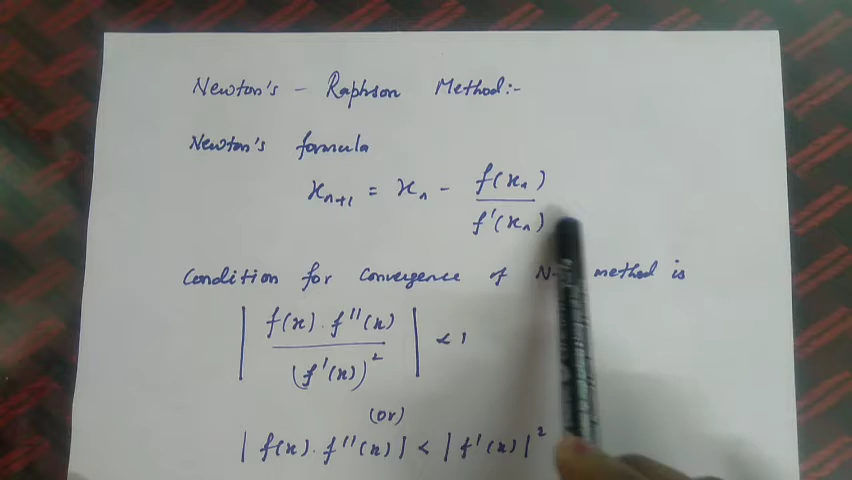 Newton's - Raphson Method:-
Newton's formula
xₙ₊₁ = xₙ - f(xₙ) / f'(xₙ)
Condition for convergence of N- method is
| f(x) . f''(x) / (f'(x))² | < 1
(or)
| f(x) . f''(x) | < | f'(x) |²